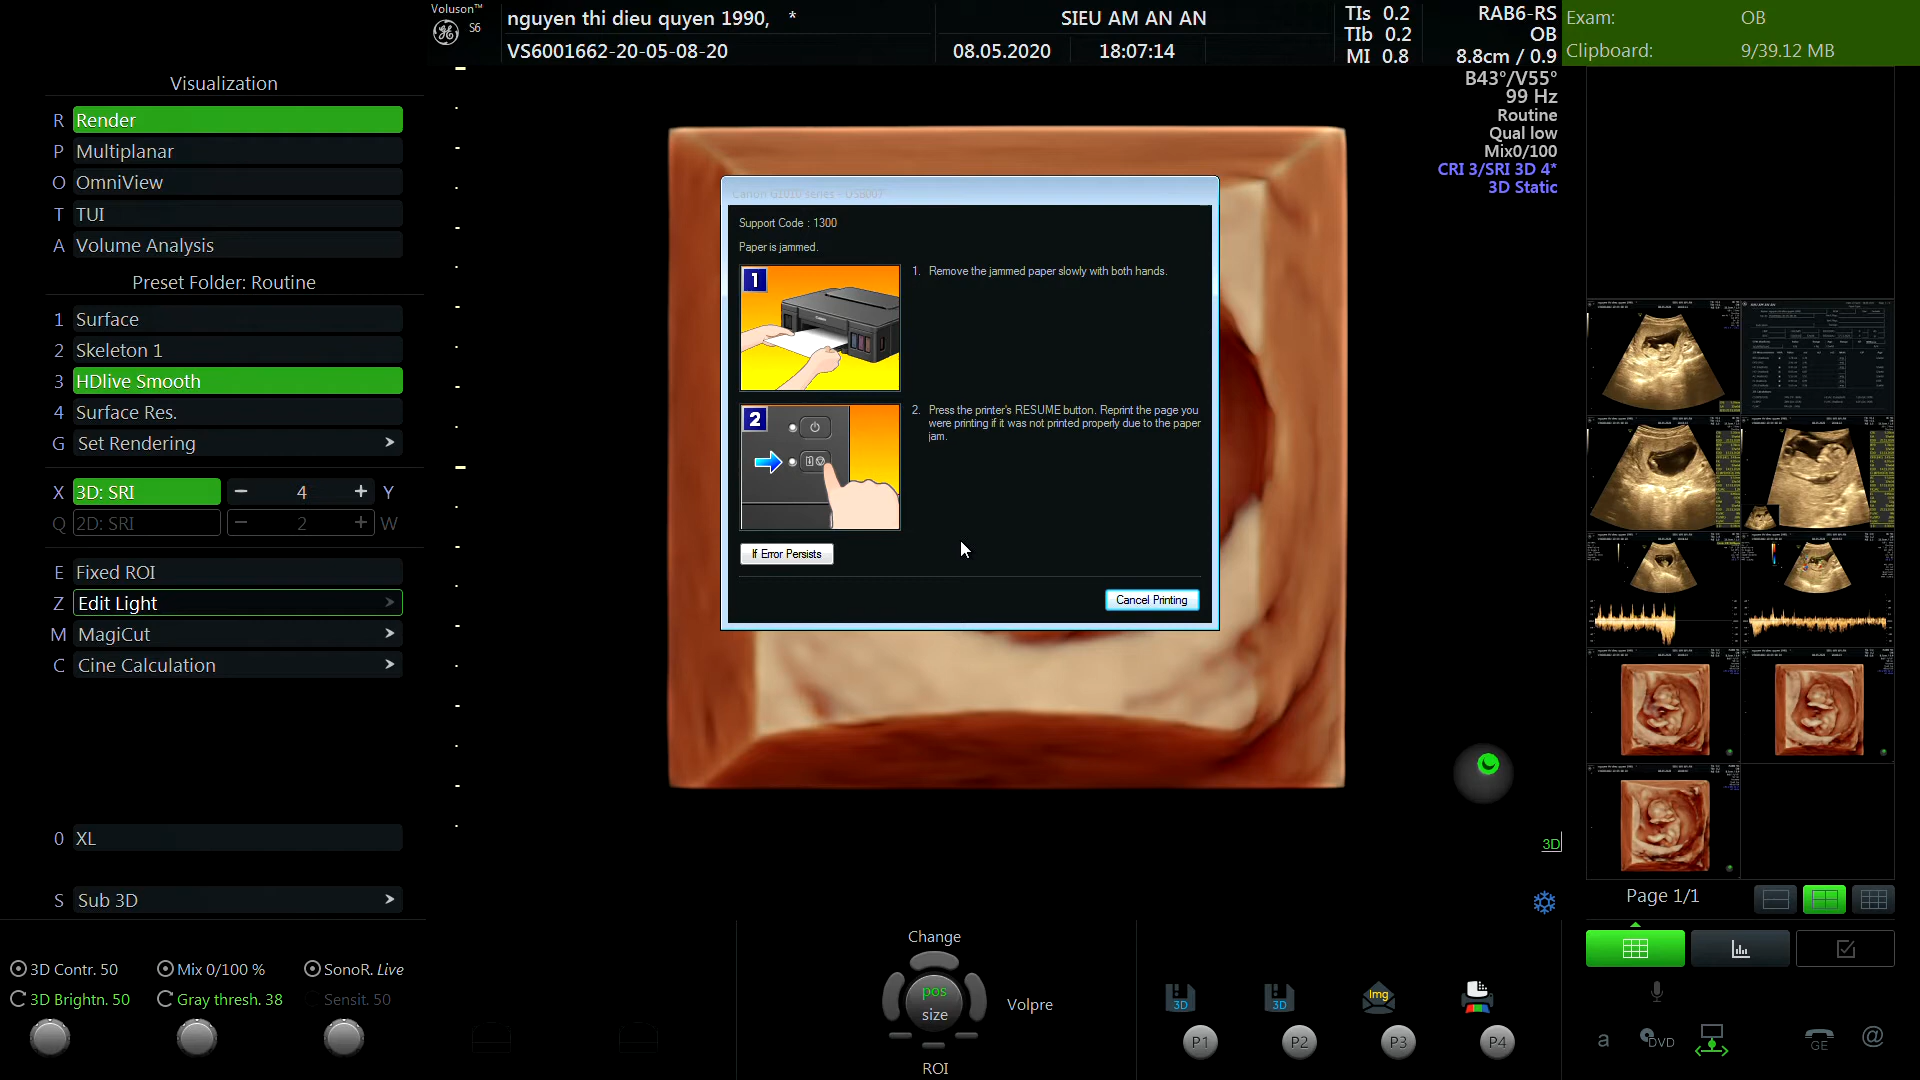 Voluson™
S6
nguyen thi dieu quyen 1990, *
VS6001662-20-05-08-20
SIEU AM AN AN
08.05.2020 18:07:14
TIs 0.2
TIb 0.2
MI 0.8
RAB6-RS
OB
8.8cm / 0.9
B43°/V55°
99 Hz
Routine
Qual low
Mix0/100
CRI 3/SRI 3D 4*
3D Static
Exam: OB
Clipboard: 9/39.12 MB
Visualization
R Render
P Multiplanar
O OmniView
T TUI
A Volume Analysis
Preset Folder: Routine
1 Surface
2 Skeleton 1
3 HDlive Smooth
4 Surface Res.
G Set Rendering >
X 3D: SRI − 4 + Y
Q 2D: SRI − 2 + W
E Fixed ROI
Z Edit Light >
M MagiCut >
C Cine Calculation >
0 XL
S Sub 3D >
3D Contr. 50
Mix 0/100 %
SonoR. Live
3D Brightn. 50
Gray thresh. 38
Sensit. 50
Support Code : 1300
Paper is jammed.
1
1. Remove the jammed paper slowly with both hands.
2
2. Press the printer's RESUME button. Reprint the page you
were printing if it was not printed properly due to the paper
jam.
If Error Persists
Cancel Printing
3D
Change
pos
size
Volpre
ROI
3D
3D
Img
P1
P2
P3
P4
Page 1/1
a
DVD
GE
@